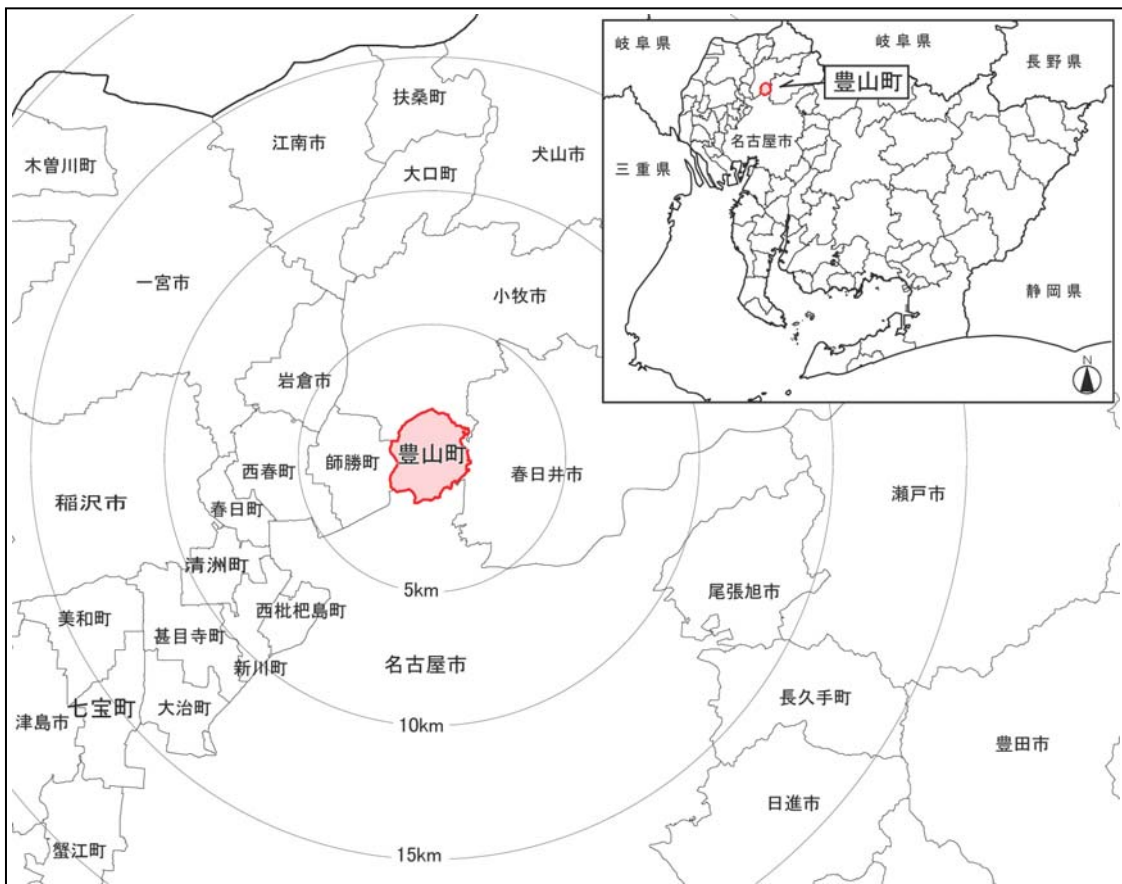 岐阜県
岐阜県
長野県
豊山町
名古屋市
三重県
静岡県
N
扶桑町
江南市
犬山市
木曽川町
大口町
一宮市
小牧市
岩倉市
豊山町
師勝町
西春町
春日井市
稲沢市
春日町
瀬戸市
清洲町
5km
尾張旭市
美和町
甚目寺町
西枇杷島町
新川町
名古屋市
七宝町
大治町
津島市
長久手町
10km
豊田市
日進市
蟹江町
15km